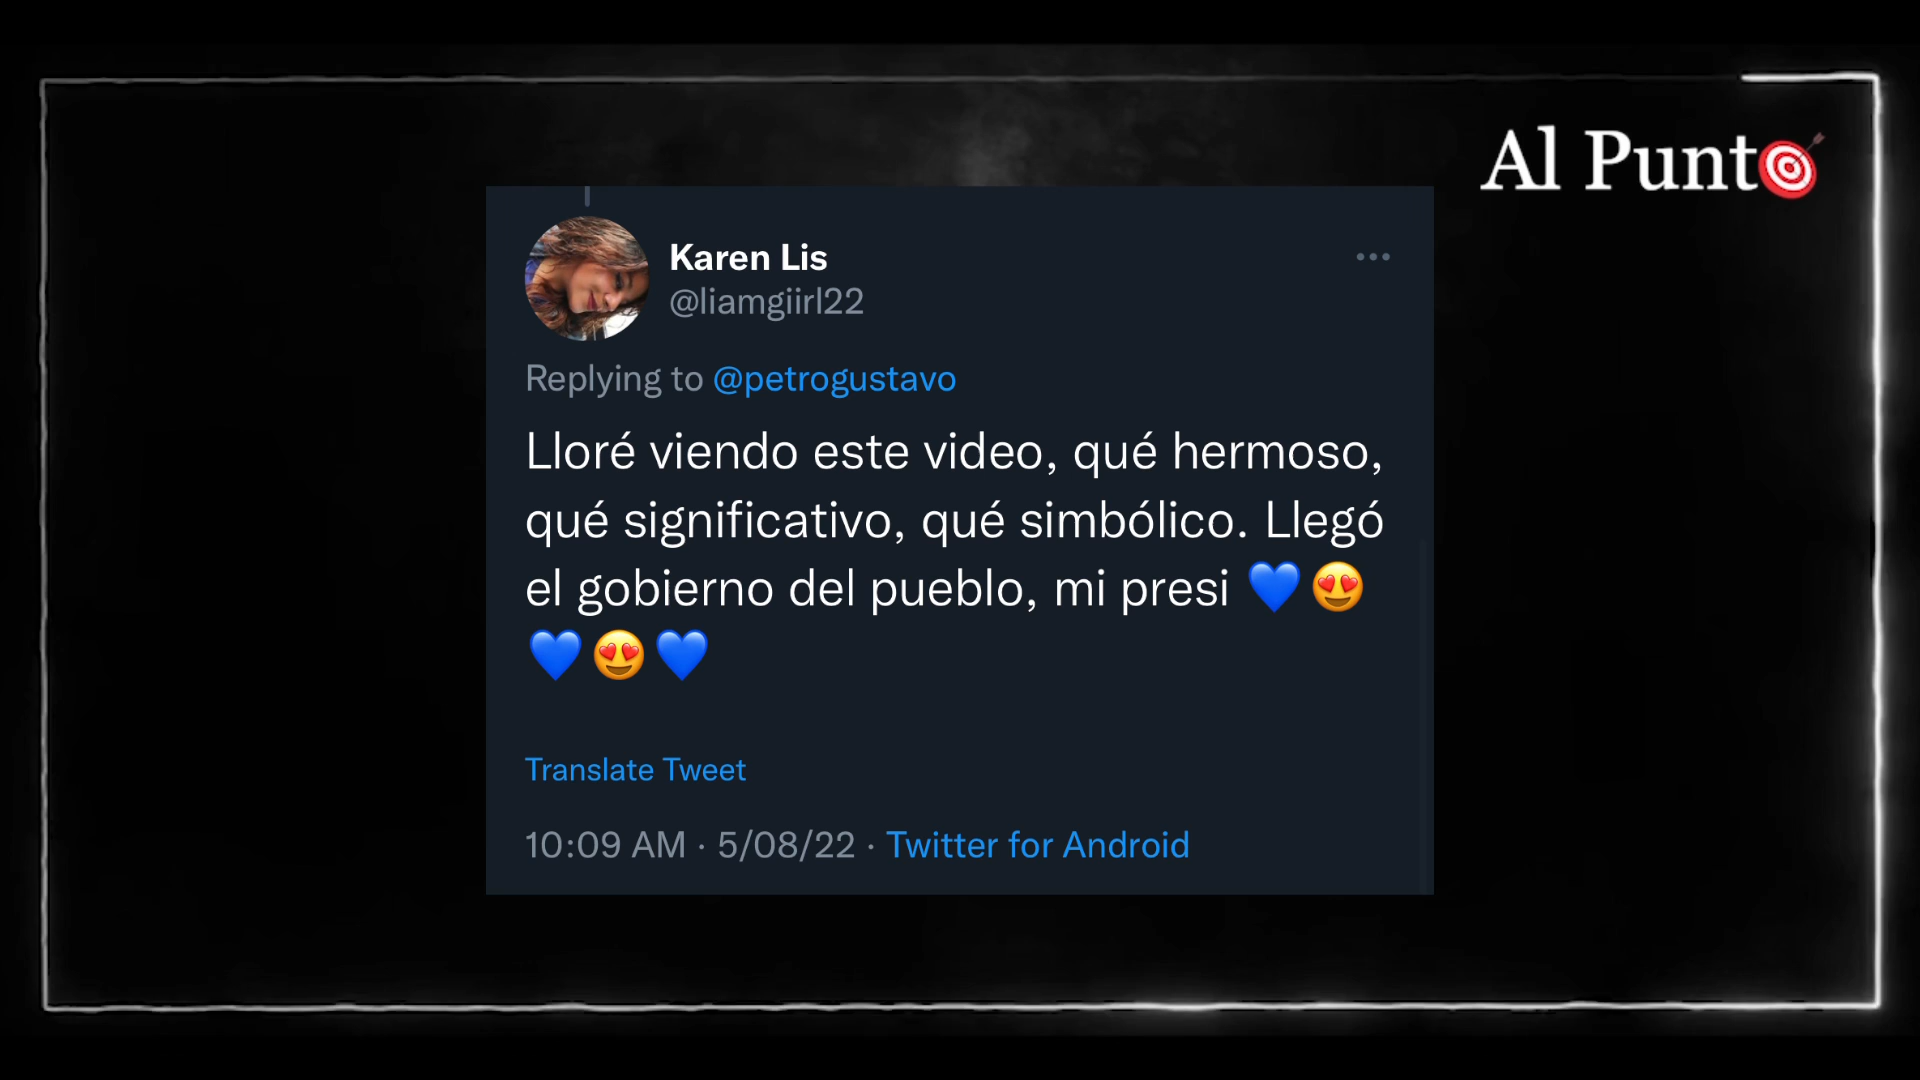 Al Punto
Karen Lis
@liamgiirl22
Replying to @petrogustavo
Lloré viendo este video, qué hermoso,
qué significativo, qué simbólico. Llegó
el gobierno del pueblo, mi presi 💙😍
💙😍💙
Translate Tweet
10:09 AM · 5/08/22 · Twitter for Android